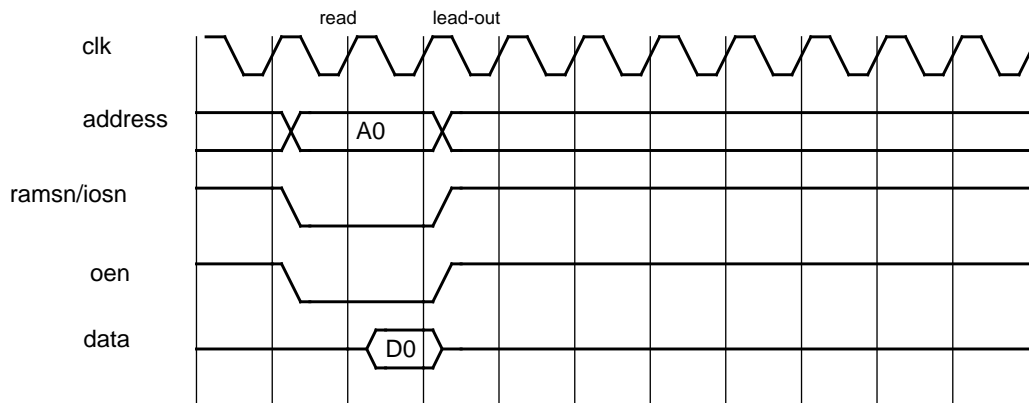 read lead-out
clk
address
A0
ramsn/iosn
oen
data
D0